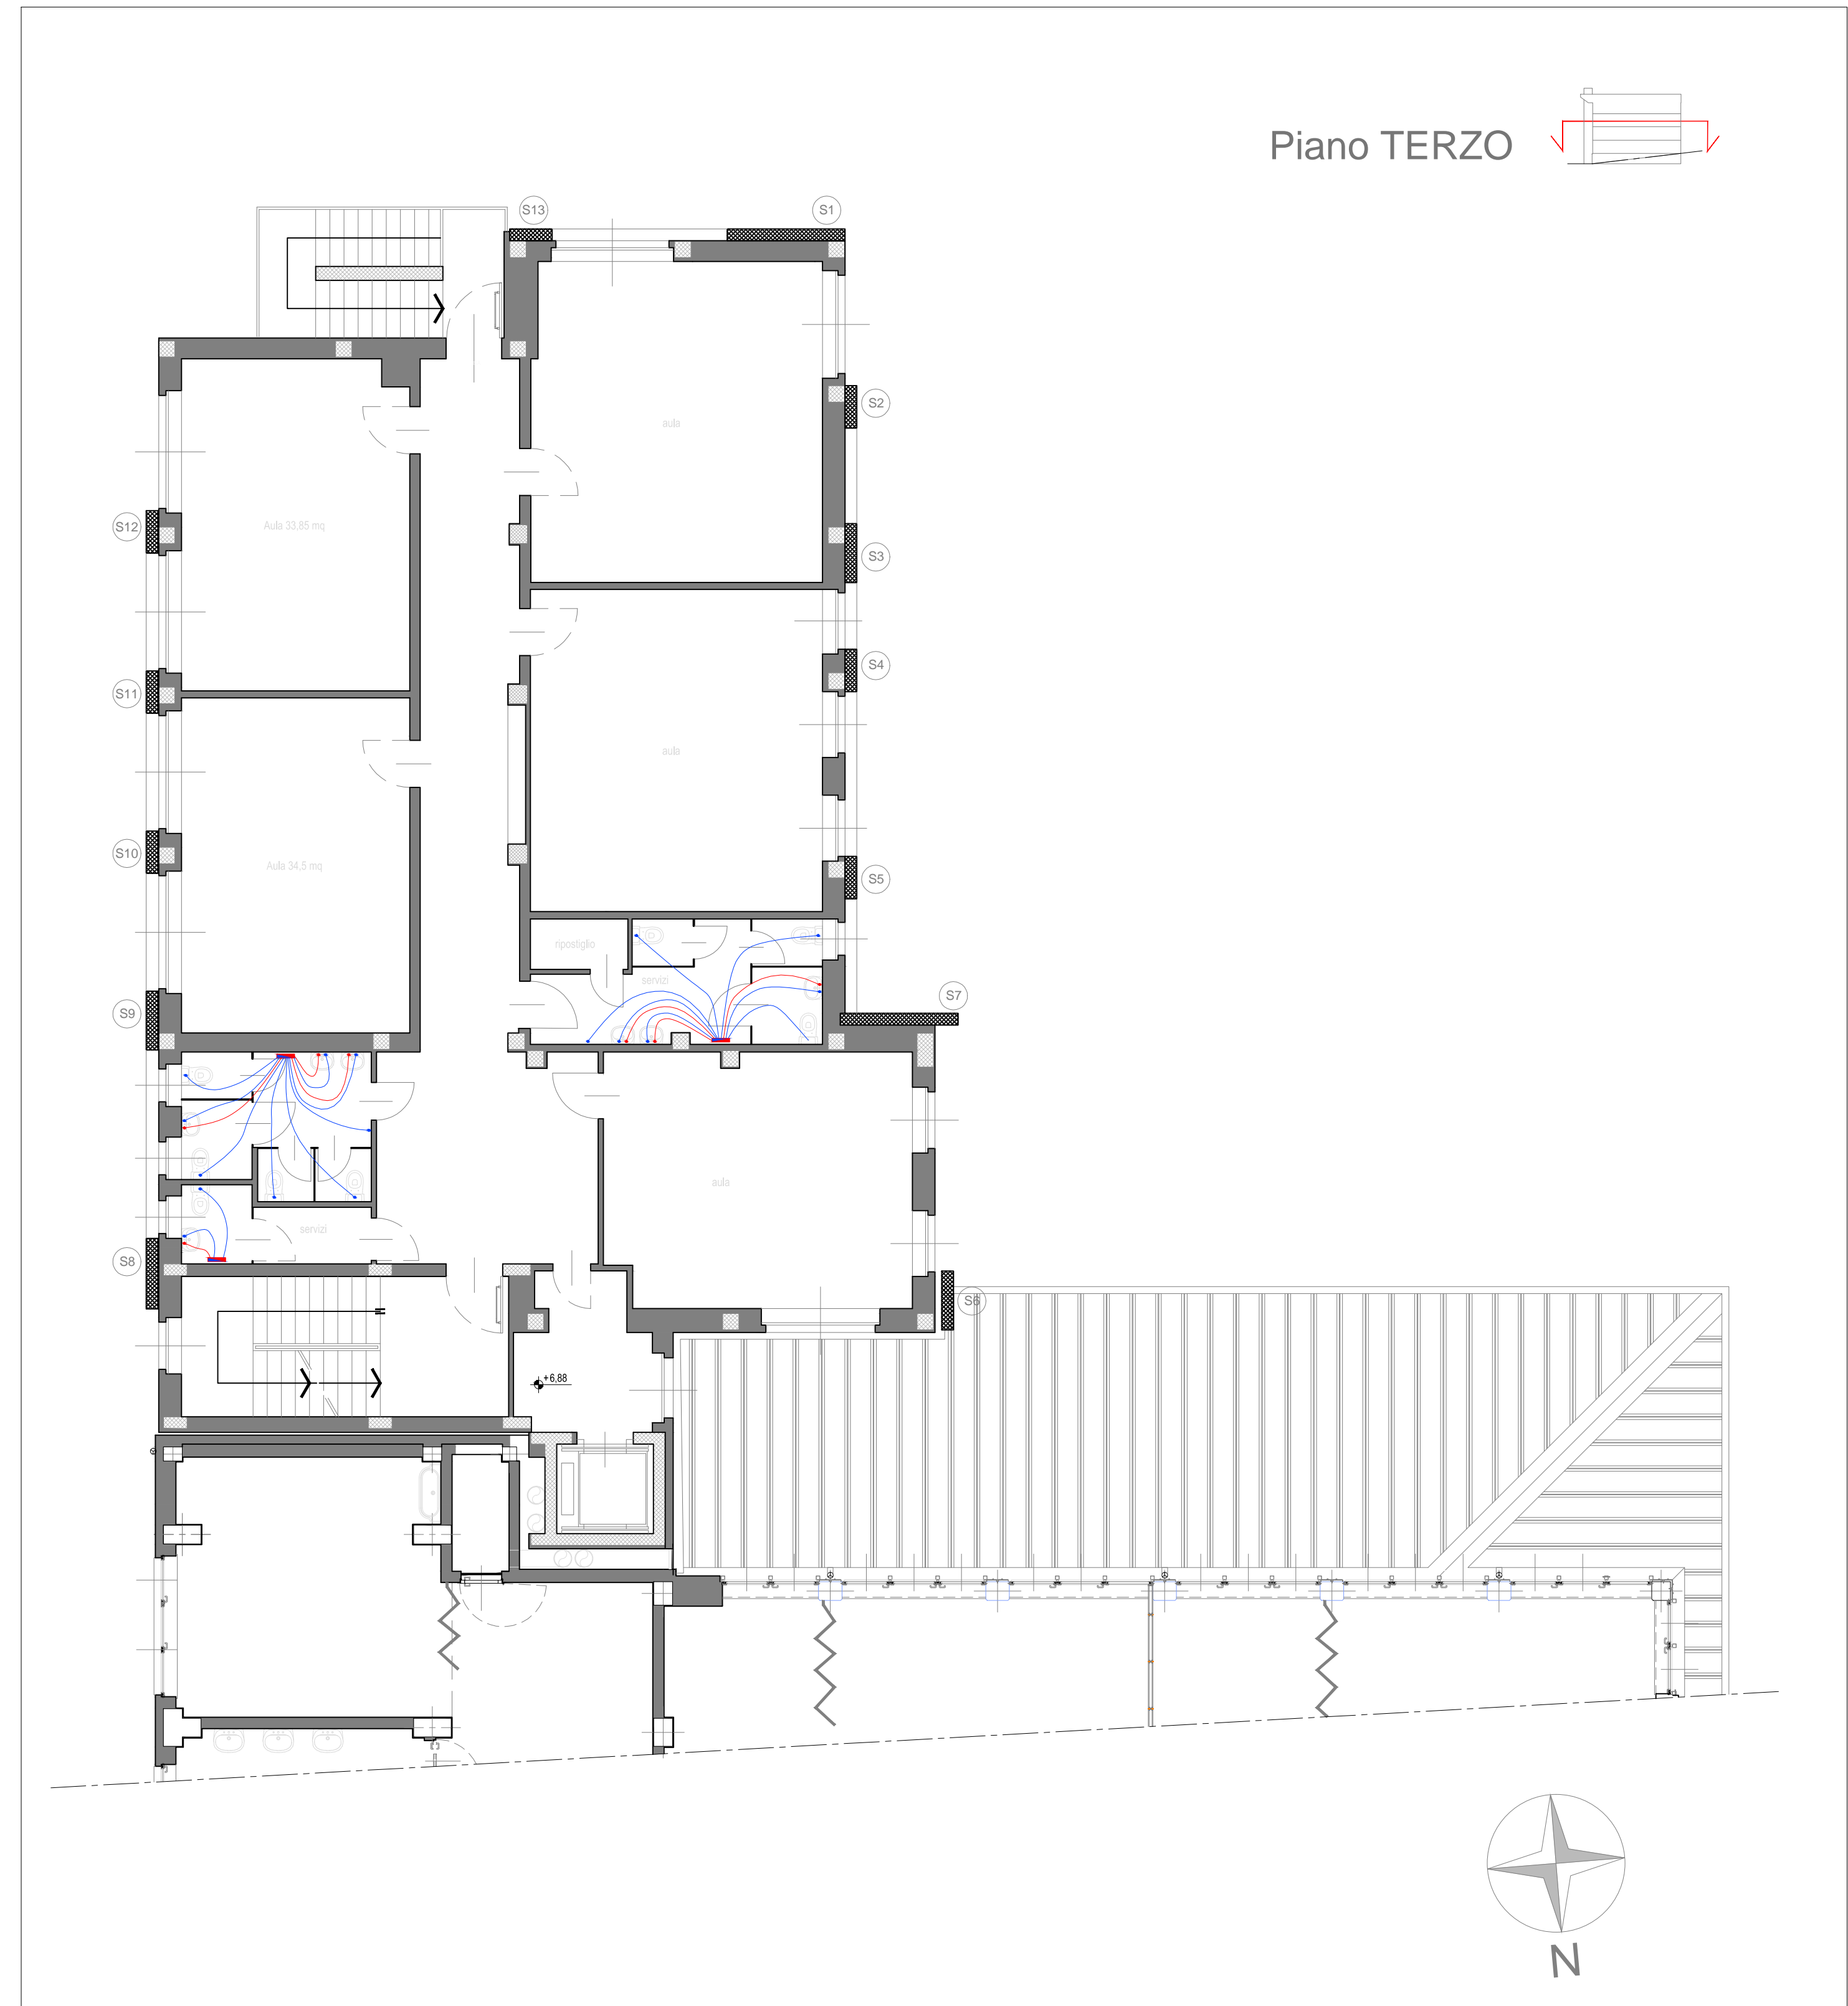 Piano TERZO
S13
S1
S2
aula
Aula 33,85 mq
S12
S3
S4
S11
aula
S10
Aula 34,5 mq
S5
ripostiglio
servizi
S7
S9
aula
servizi
S8
S6
+6,88
N